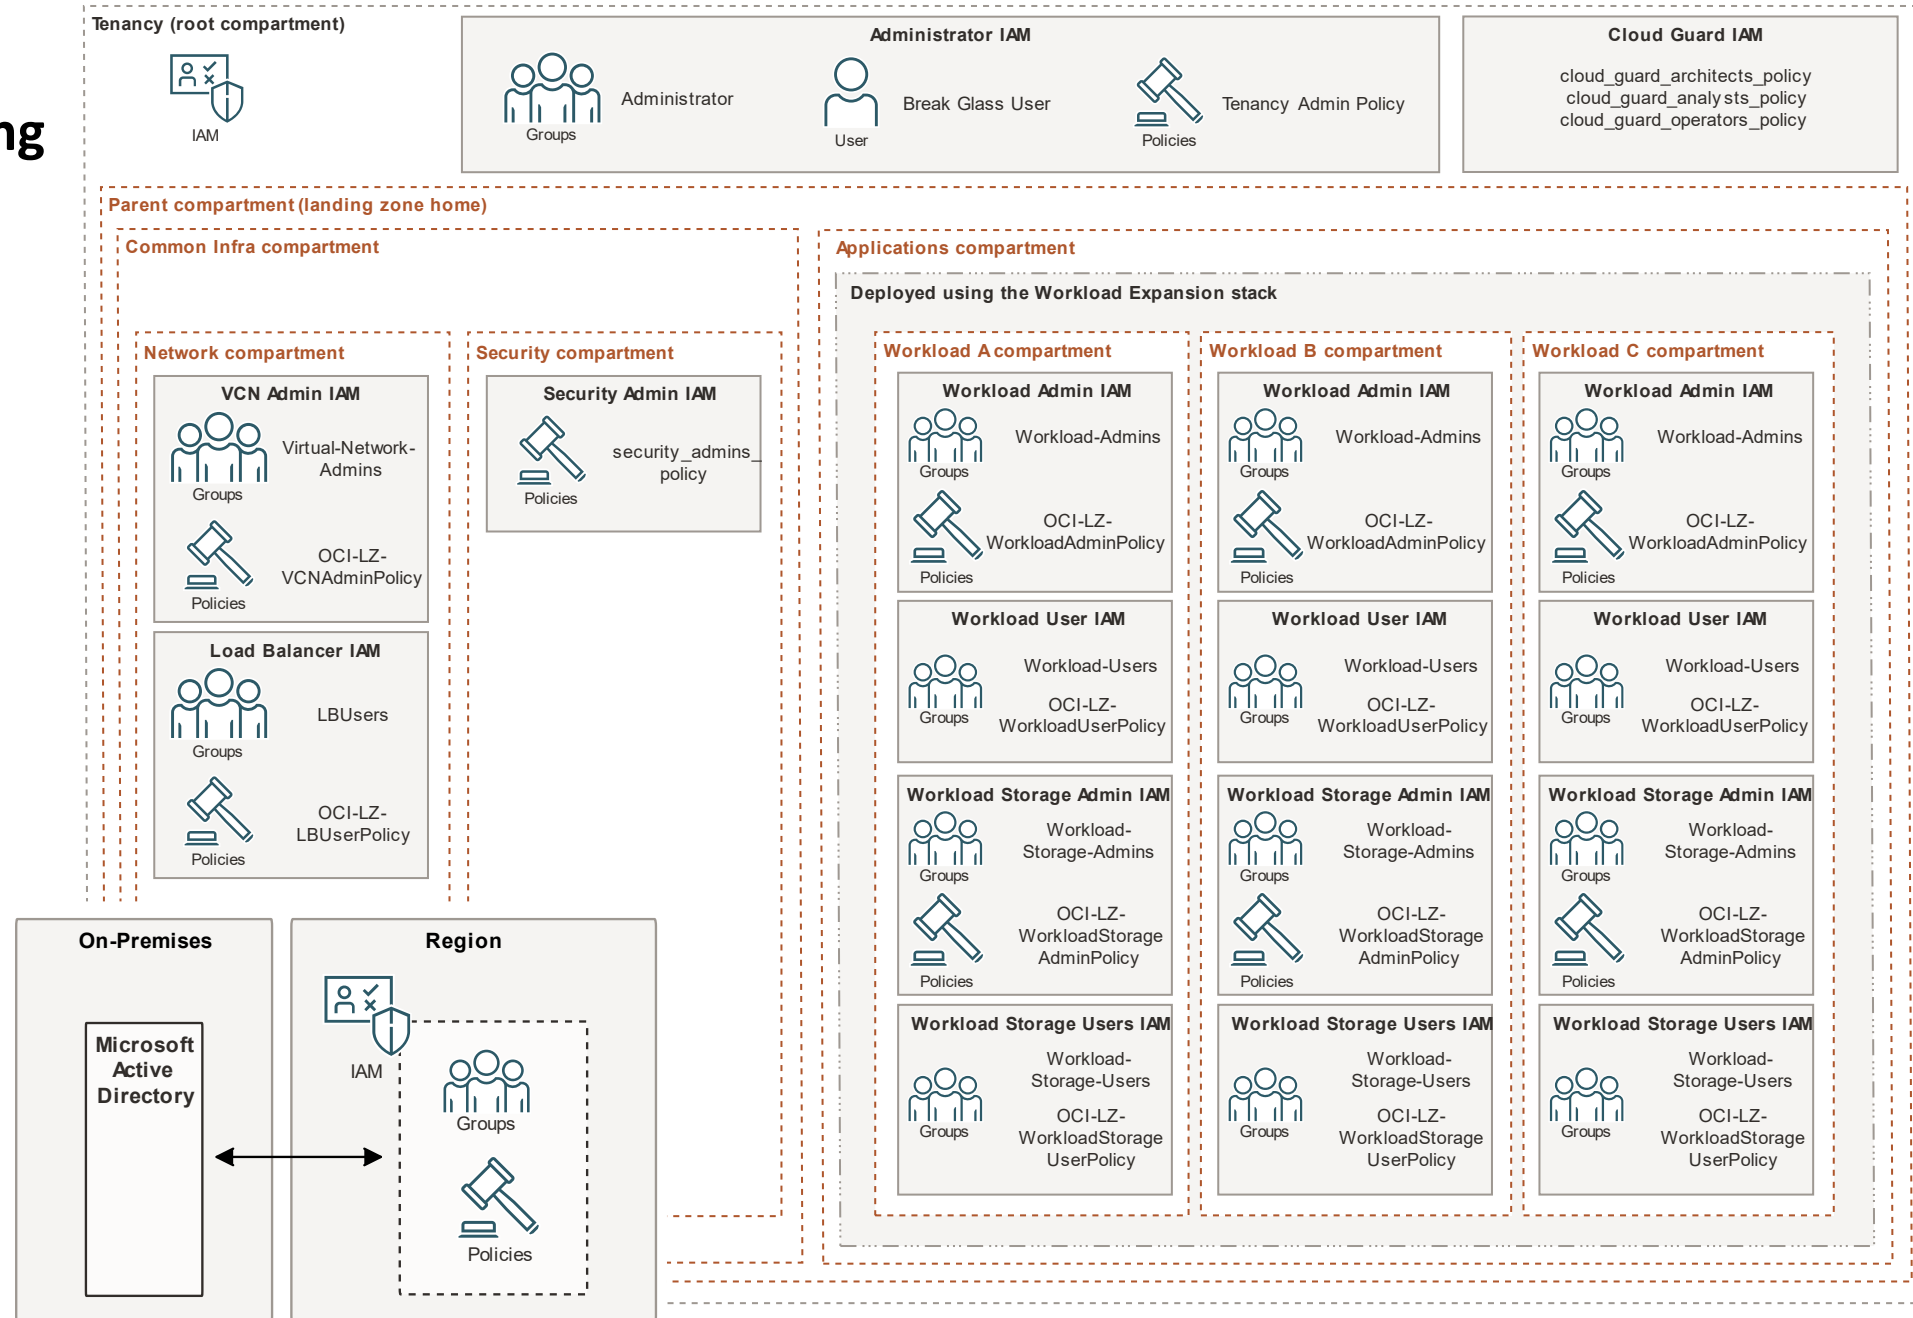 ng
Tenancy (root compartment)
IAM
Administrator IAM
Groups
Administrator
User
Break Glass User
Policies
Tenancy Admin Policy
Cloud Guard IAM
cloud_guard_architects_policy
cloud_guard_analysts_policy
cloud_guard_operators_policy
Parent compartment (landing zone home)
Common Infra compartment
Network compartment
VCN Admin IAM
Groups
Virtual-Network-
Admins
Policies
OCI-LZ-
VCNAdminPolicy
Load Balancer IAM
Groups
LBUsers
Policies
OCI-LZ-
LBUserPolicy
Security compartment
Security Admin IAM
Policies
security_admins_
policy
Applications compartment
Deployed using the Workload Expansion stack
Workload A compartment
Workload Admin IAM
Groups
Workload-Admins
Policies
OCI-LZ-
WorkloadAdminPolicy
Workload User IAM
Groups
Workload-Users
OCI-LZ-
WorkloadUserPolicy
Workload Storage Admin IAM
Groups
Workload-
Storage-Admins
Policies
OCI-LZ-
WorkloadStorage
AdminPolicy
Workload Storage Users IAM
Groups
Workload-
Storage-Users
OCI-LZ-
WorkloadStorage
UserPolicy
Workload B compartment
Workload Admin IAM
Groups
Workload-Admins
Policies
OCI-LZ-
WorkloadAdminPolicy
Workload User IAM
Groups
Workload-Users
OCI-LZ-
WorkloadUserPolicy
Workload Storage Admin IAM
Groups
Workload-
Storage-Admins
Policies
OCI-LZ-
WorkloadStorage
AdminPolicy
Workload Storage Users IAM
Groups
Workload-
Storage-Users
OCI-LZ-
WorkloadStorage
UserPolicy
Workload C compartment
Workload Admin IAM
Groups
Workload-Admins
Policies
OCI-LZ-
WorkloadAdminPolicy
Workload User IAM
Groups
Workload-Users
OCI-LZ-
WorkloadUserPolicy
Workload Storage Admin IAM
Groups
Workload-
Storage-Admins
Policies
OCI-LZ-
WorkloadStorage
AdminPolicy
Workload Storage Users IAM
Groups
Workload-
Storage-Users
OCI-LZ-
WorkloadStorage
UserPolicy
On-Premises
Microsoft
Active
Directory
Region
IAM
Groups
Policies